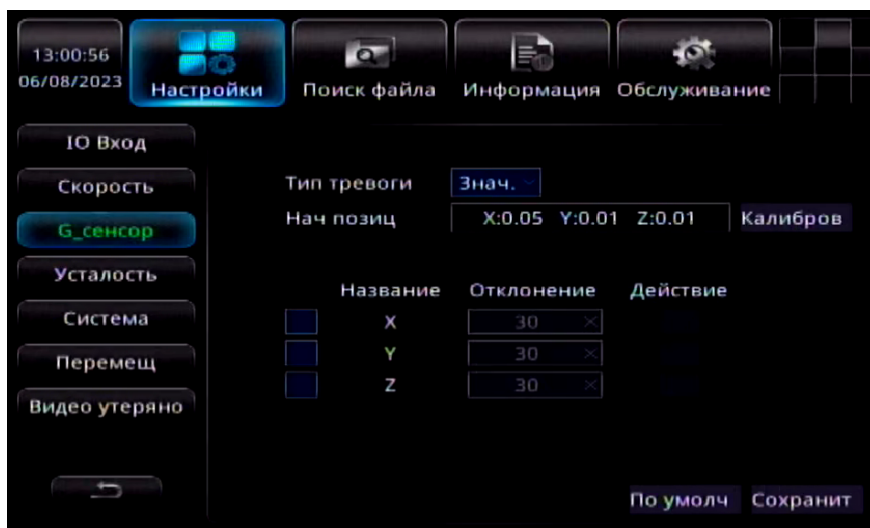 13:00:56
06/08/2023
Настройки
Поиск файла
Информация
Обслуживание
IO Вход
Скорость
G_сенсор
Усталость
Система
Перемещ
Видео утеряно
Тип тревоги Знач.
Нач позиц X:0.05 Y:0.01 Z:0.01 Калибров
Название Отклонение Действие
X 30
Y 30
Z 30
По умолч Сохранит